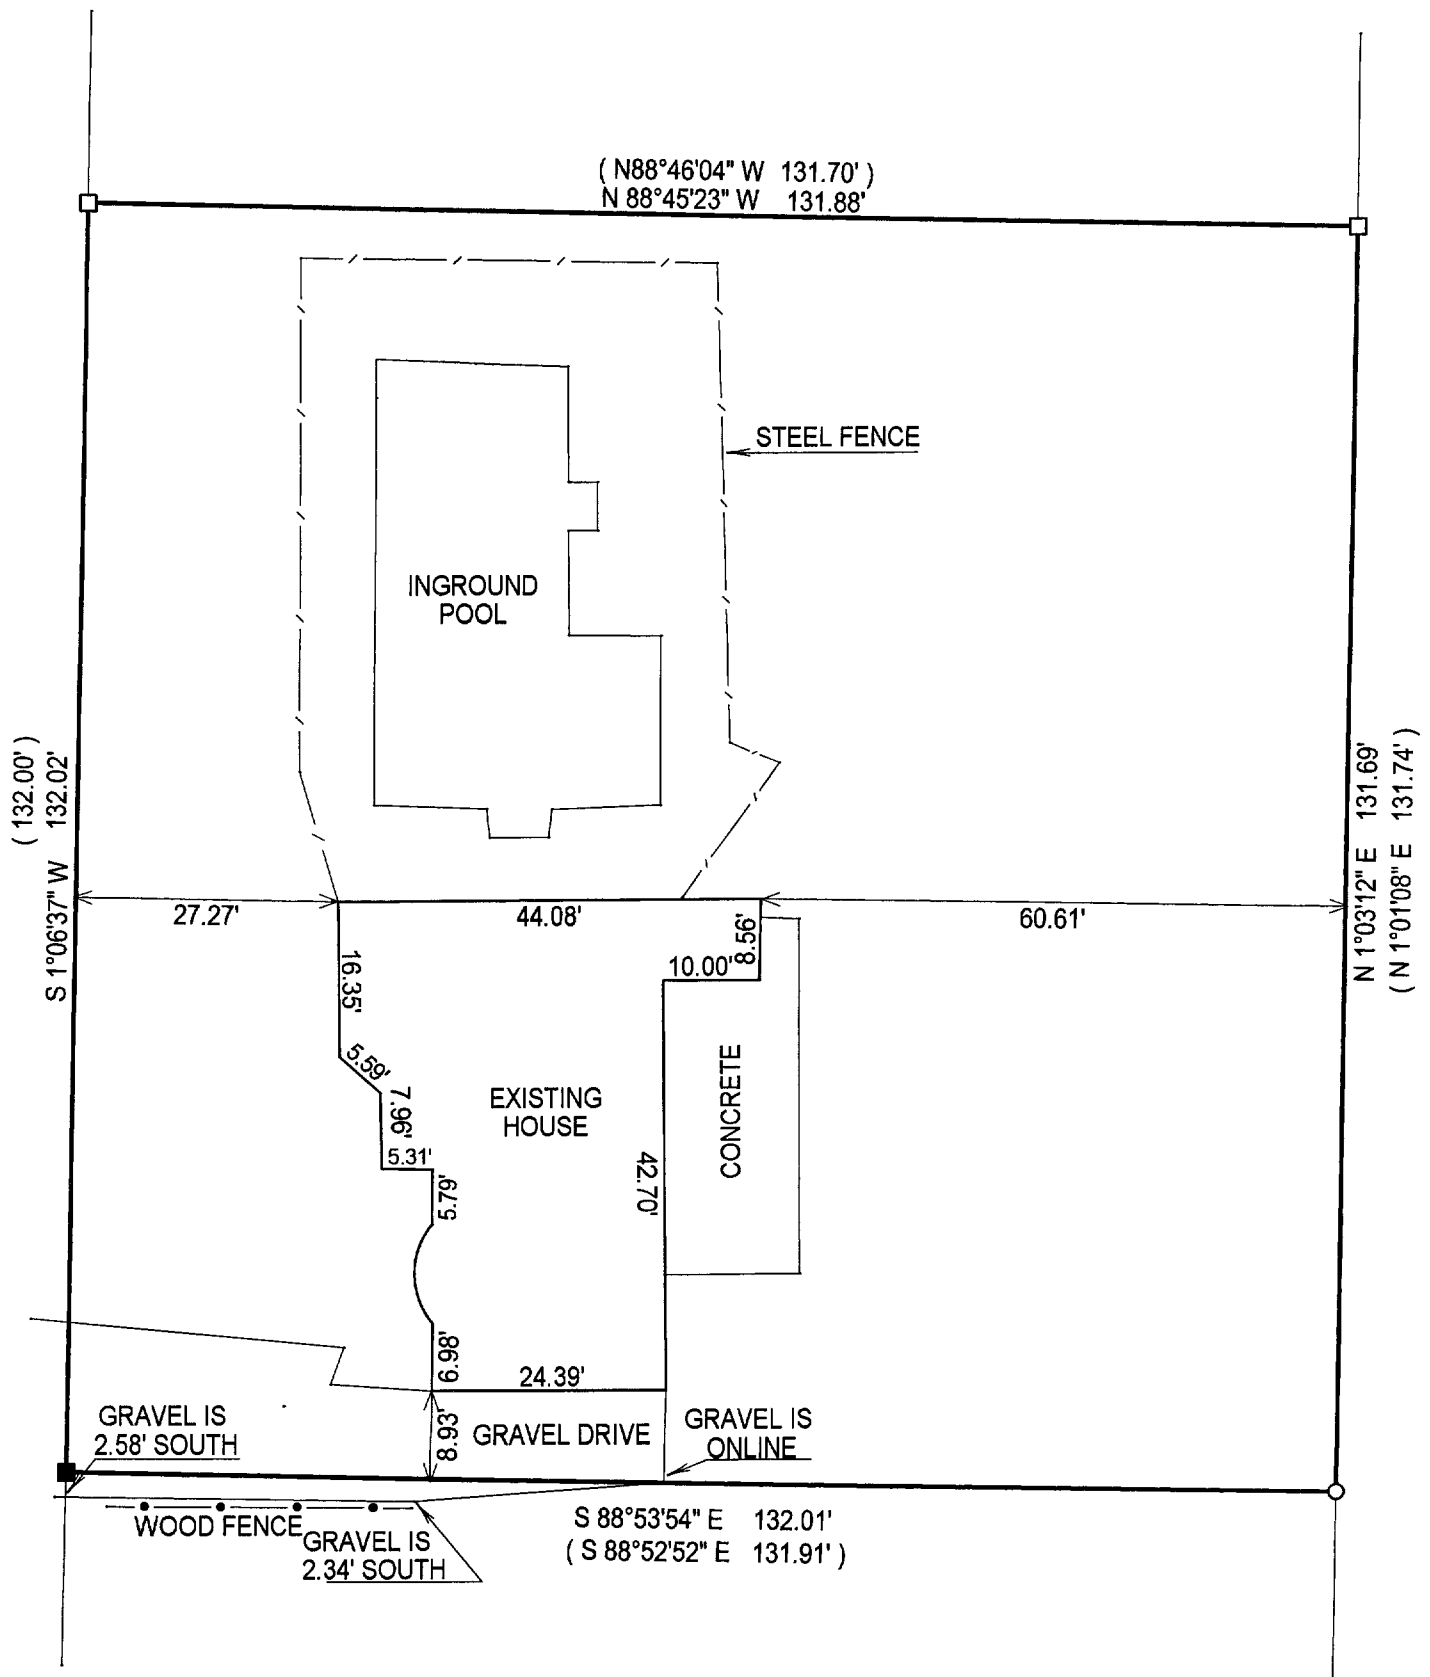 ( N88°46'04" W 131.70' )
N 88°45'23" W 131.88'
STEEL FENCE
INGROUND
POOL
( 132.00' )
S 1°06'37" W 132.02'
N 1°03'12" E 131.69'
( N 1°01'08" E 131.74' )
27.27'
44.08'
60.61'
8.56'
10.00'
16.35'
5.59'
7.96'
5.31'
5.79'
EXISTING
HOUSE
CONCRETE
42.70'
6.98'
24.39'
8.93'
GRAVEL DRIVE
GRAVEL IS
2.58' SOUTH
GRAVEL IS
ONLINE
WOOD FENCE
GRAVEL IS
2.34' SOUTH
S 88°53'54" E 132.01'
( S 88°52'52" E 131.91' )